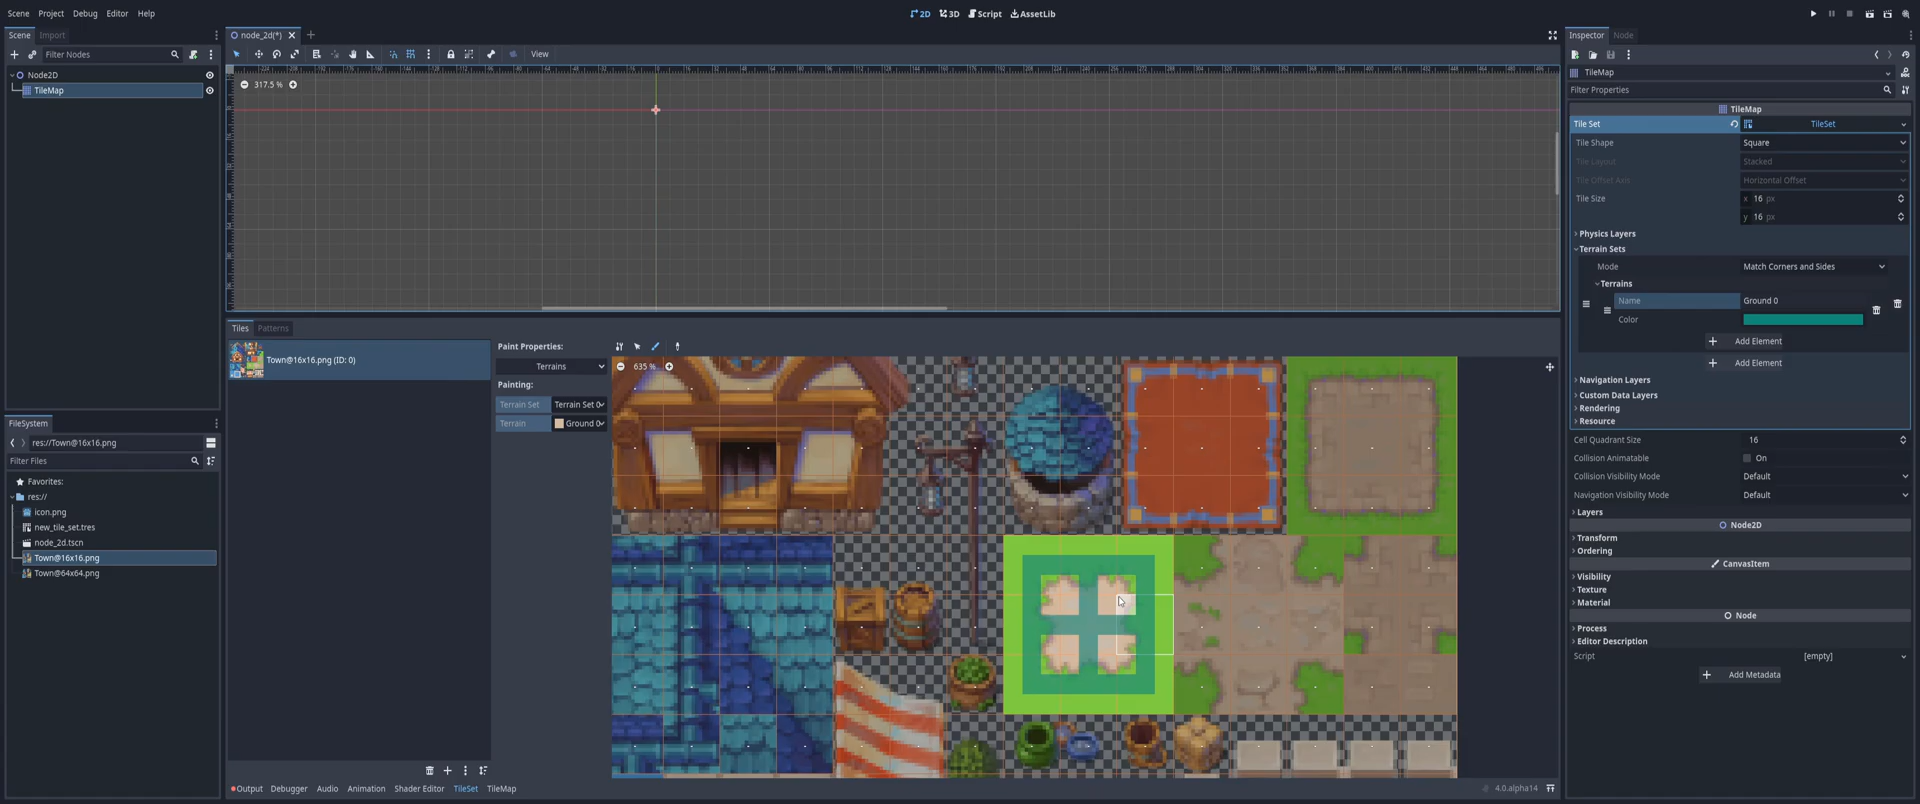 Scene Project Debug Editor Help
2D 3D Script AssetLib
Scene Import
Filter Nodes
Node2D
TileMap
FileSystem
res://Town@16x16.png
Filter Files
Favorites:
res://
icon.png
new_tile_set.tres
node_2d.tscn
Town@16x16.png
Town@64x64.png
node_2d(*)
View
317.5 %
Tiles Patterns
Town@16x16.png (ID: 0)
Paint Properties:
Terrains
Painting:
Terrain Set Terrain Set 0
Terrain Ground 0
635 %
Output Debugger Audio Animation Shader Editor TileSet TileMap
4.0.alpha14
Inspector Node
TileMap
Filter Properties
TileMap
Tile Set TileSet
Tile Shape Square
Tile Layout Stacked
Tile Offset Axis Horizontal Offset
Tile Size x 16 px
y 16 px
Physics Layers
Terrain Sets
Mode Match Corners and Sides
Terrains
Name Ground 0
Color
Add Element
Add Element
Navigation Layers
Custom Data Layers
Rendering
Resource
Cell Quadrant Size 16
Collision Animatable On
Collision Visibility Mode Default
Navigation Visibility Mode Default
Layers
Node2D
Transform
Ordering
CanvasItem
Visibility
Texture
Material
Node
Process
Editor Description
Script [empty]
Add Metadata